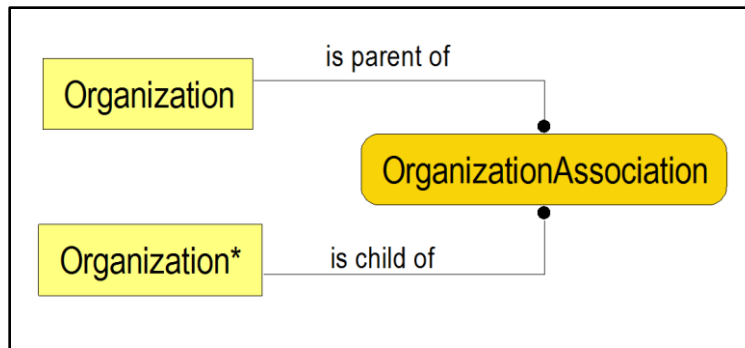 is parent of
Organization
OrganizationAssociation
Organization*
is child of